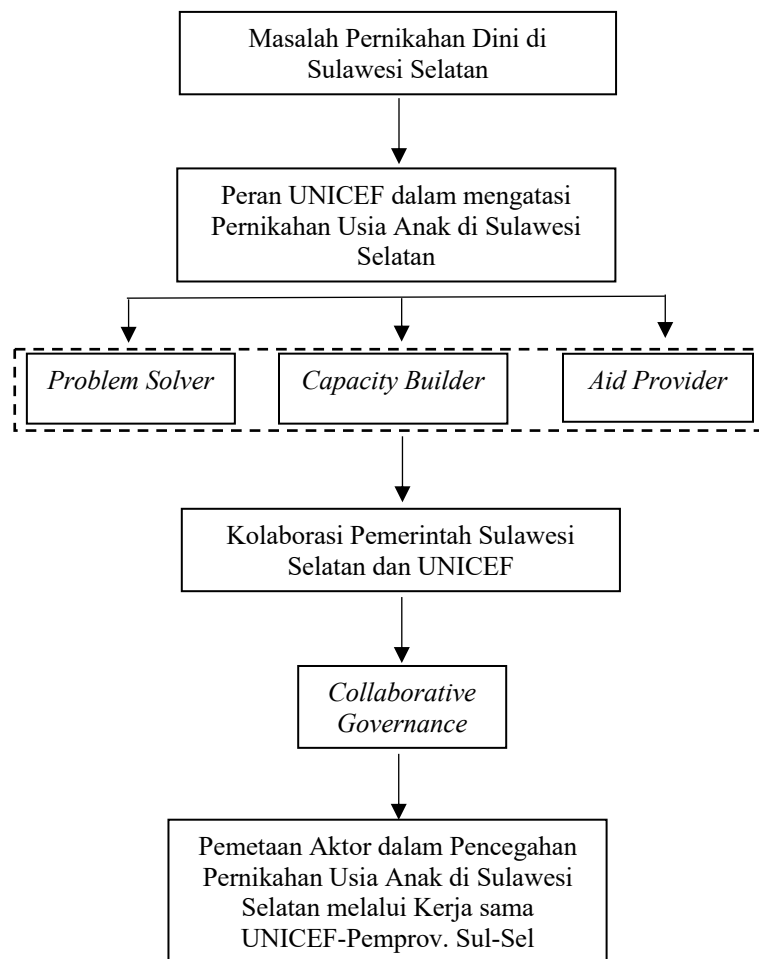 Masalah Pernikahan Dini di
Sulawesi Selatan
Peran UNICEF dalam mengatasi
Pernikahan Usia Anak di Sulawesi
Selatan
Problem Solver
Capacity Builder
Aid Provider
Kolaborasi Pemerintah Sulawesi
Selatan dan UNICEF
Collaborative
Governance
Pemetaan Aktor dalam Pencegahan
Pernikahan Usia Anak di Sulawesi
Selatan melalui Kerja sama
UNICEF-Pemprov. Sul-Sel